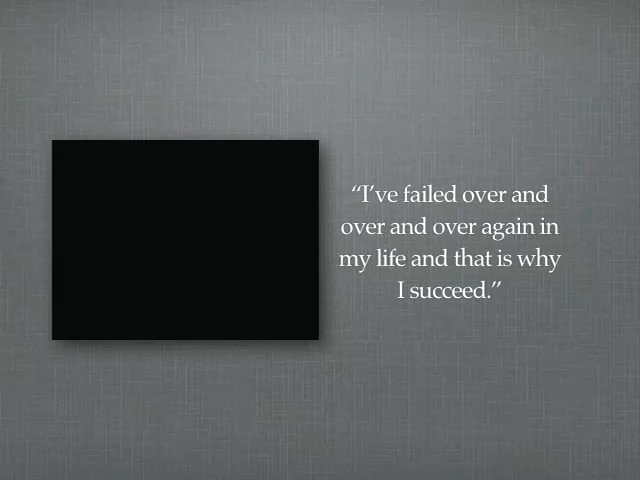 “I’ve failed over and
over and over again in
my life and that is why
I succeed.”